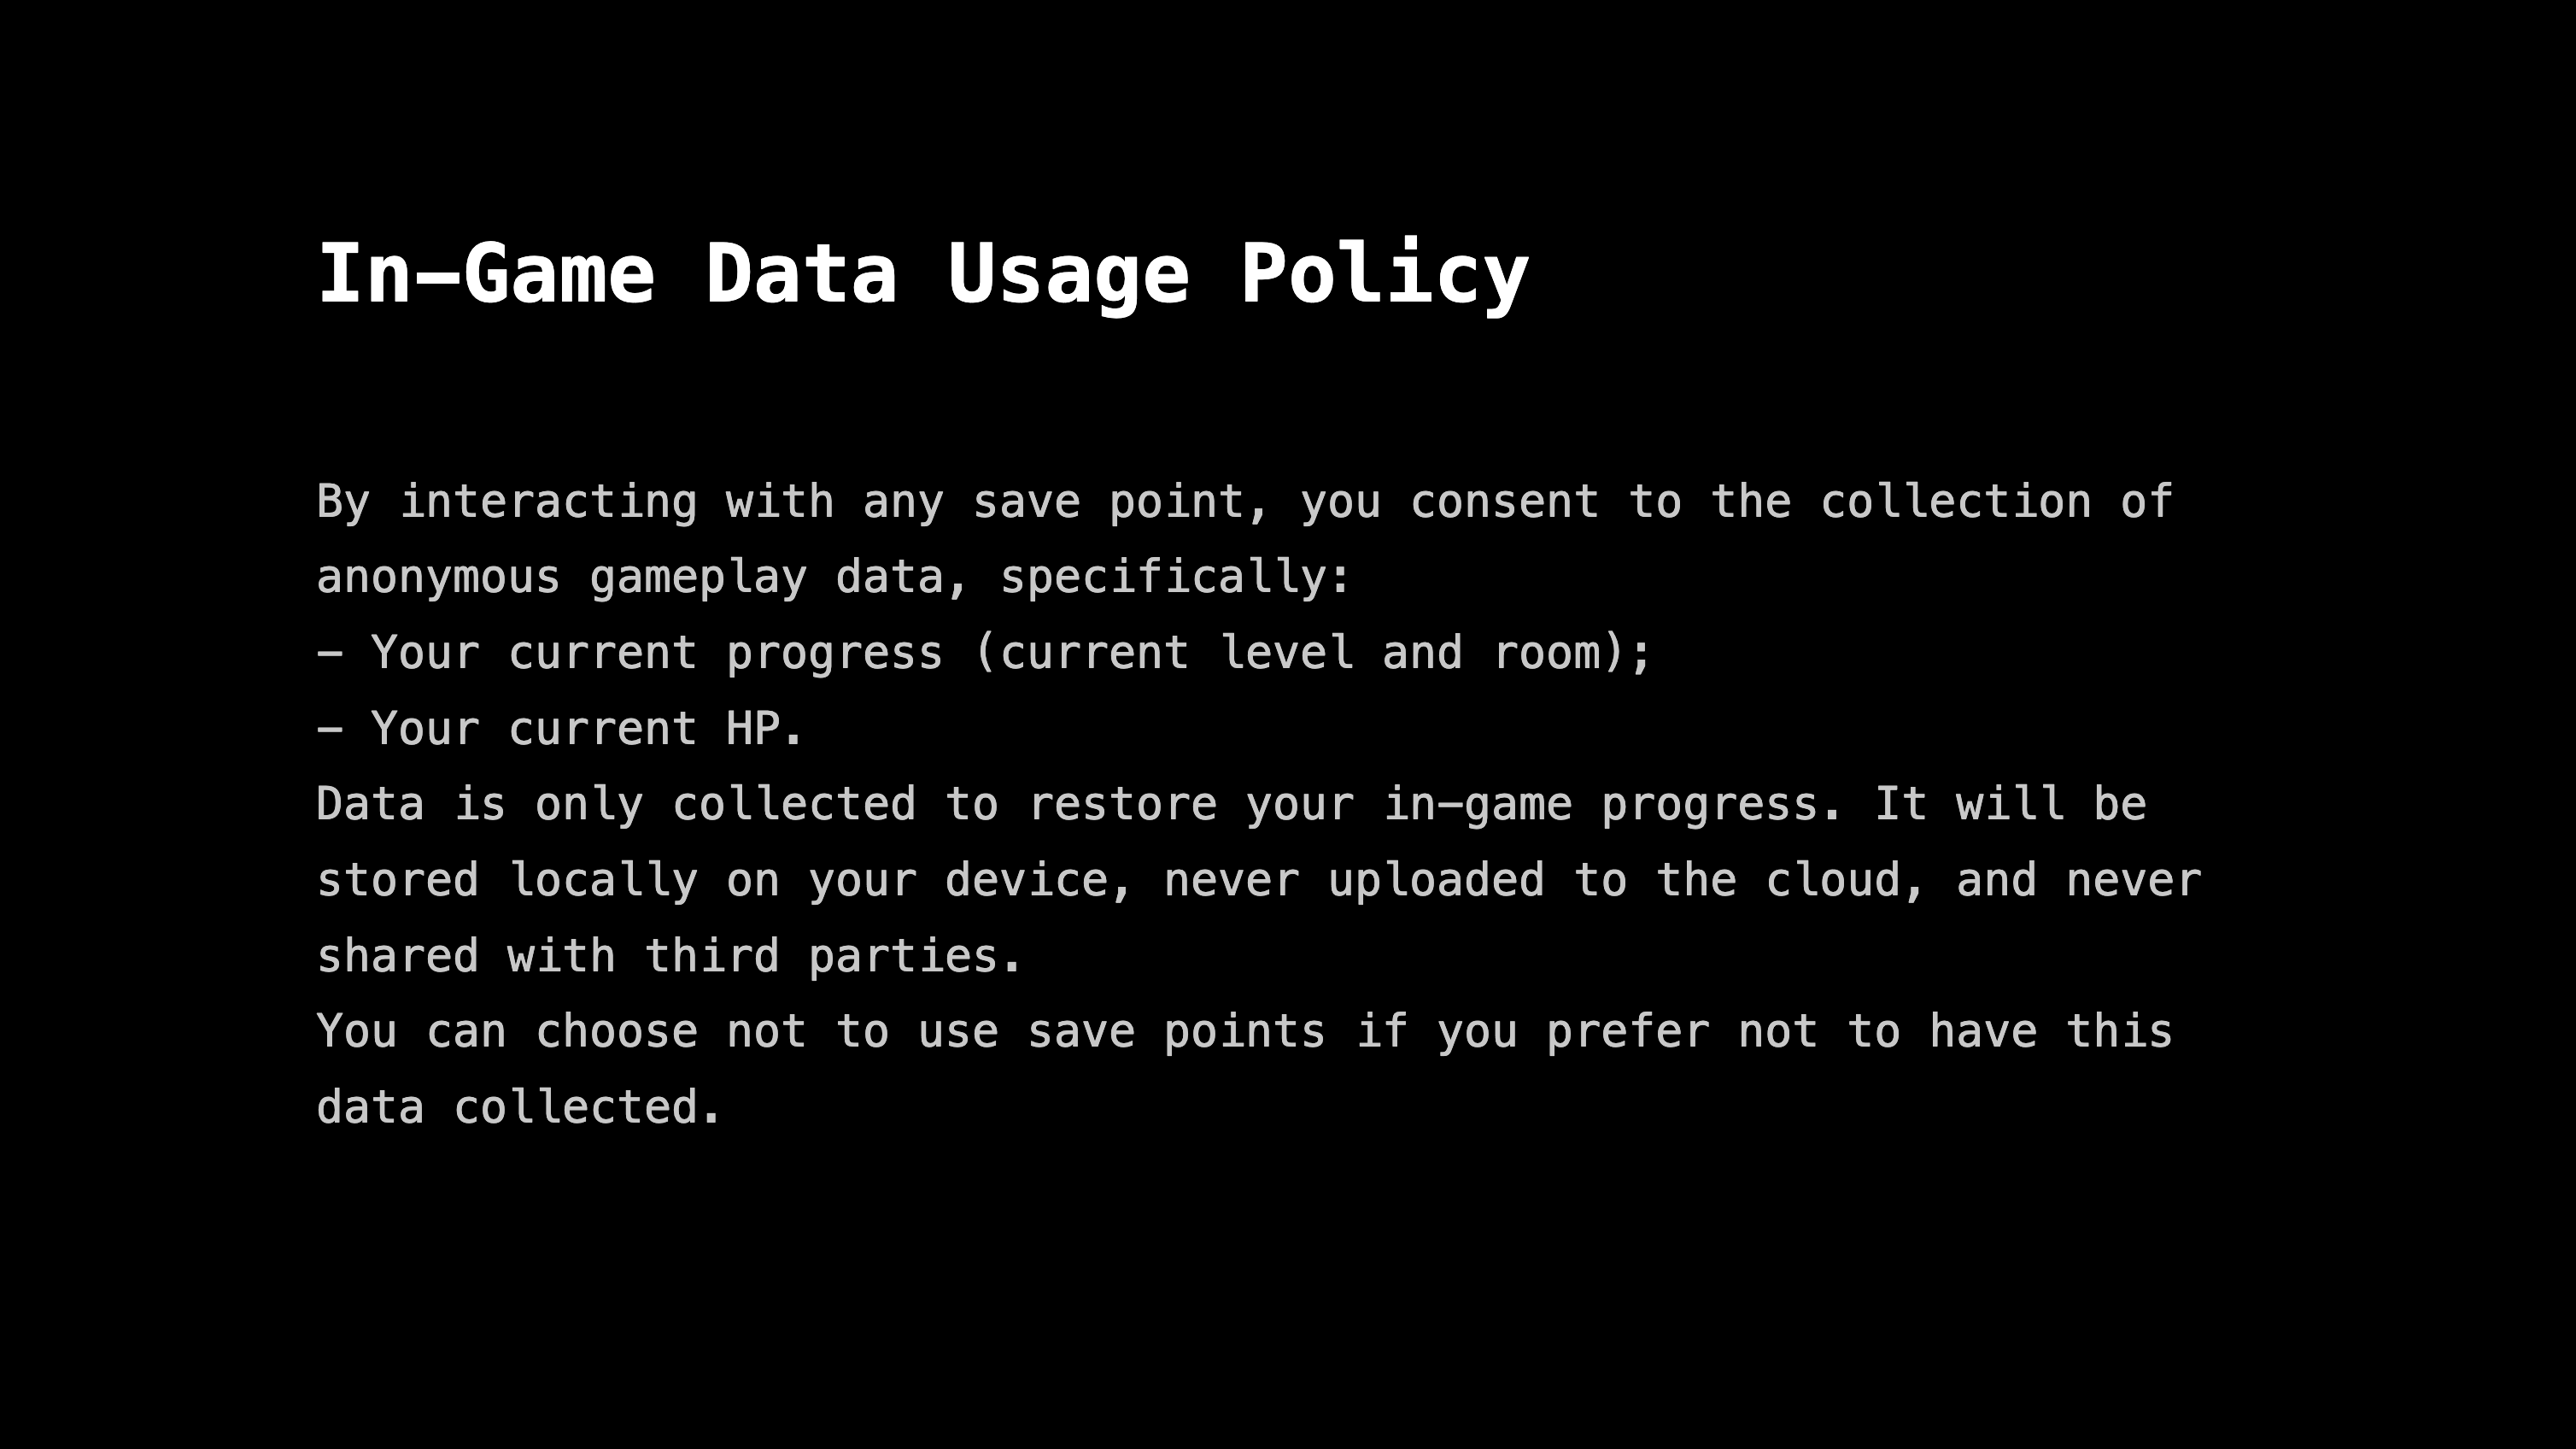 In-Game Data Usage Policy
By interacting with any save point, you consent to the collection of
anonymous gameplay data, specifically:
- Your current progress (current level and room);
- Your current HP.
Data is only collected to restore your in-game progress. It will be
stored locally on your device, never uploaded to the cloud, and never
shared with third parties.
You can choose not to use save points if you prefer not to have this
data collected.